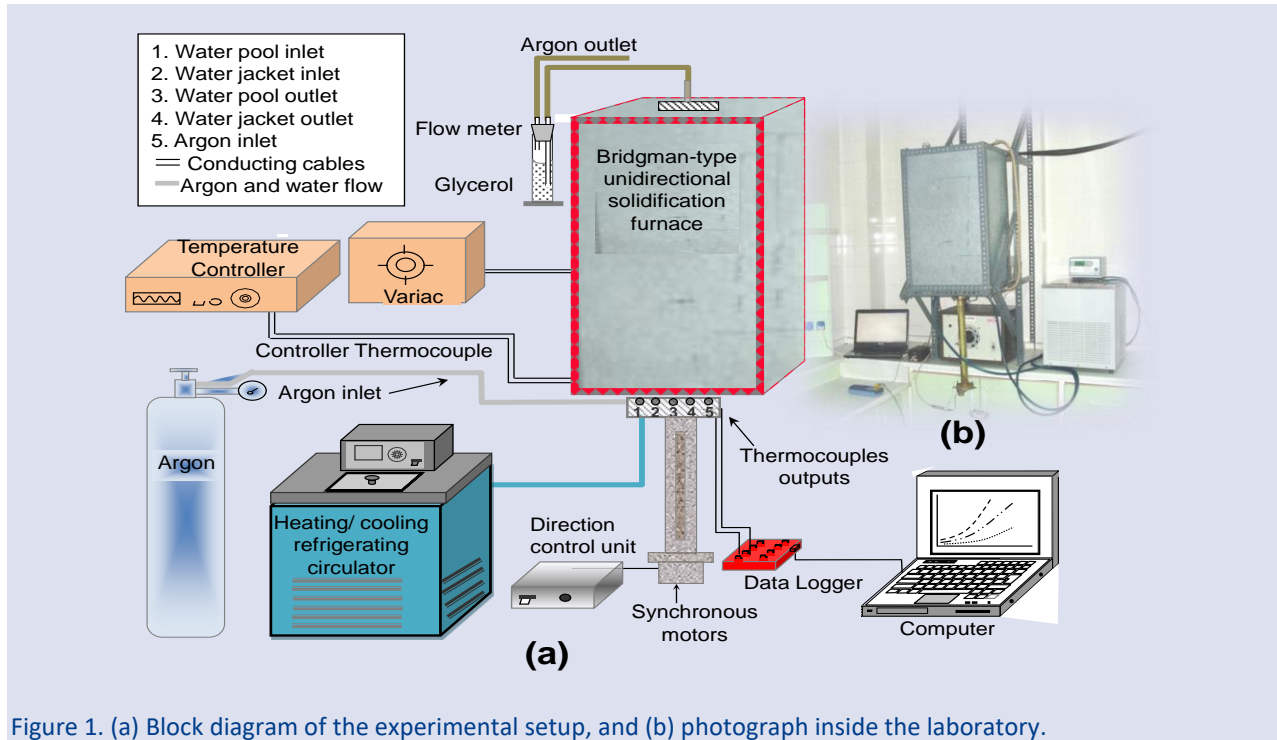 1. Water pool inlet
2. Water jacket inlet
3. Water pool outlet
4. Water jacket outlet
5. Argon inlet
Conducting cables
Argon and water flow
Argon outlet
Flow meter
Glycerol
Bridgman-type
unidirectional
solidification
furnace
Temperature
Controller
Variac
Controller Thermocouple
Argon inlet
Argon
1 2 3 4 5
Thermocouples
outputs
(b)
Heating/ cooling
refrigerating
circulator
Direction
control unit
Data Logger
Synchronous
motors
Computer
(a)
Figure 1. (a) Block diagram of the experimental setup, and (b) photograph inside the laboratory.